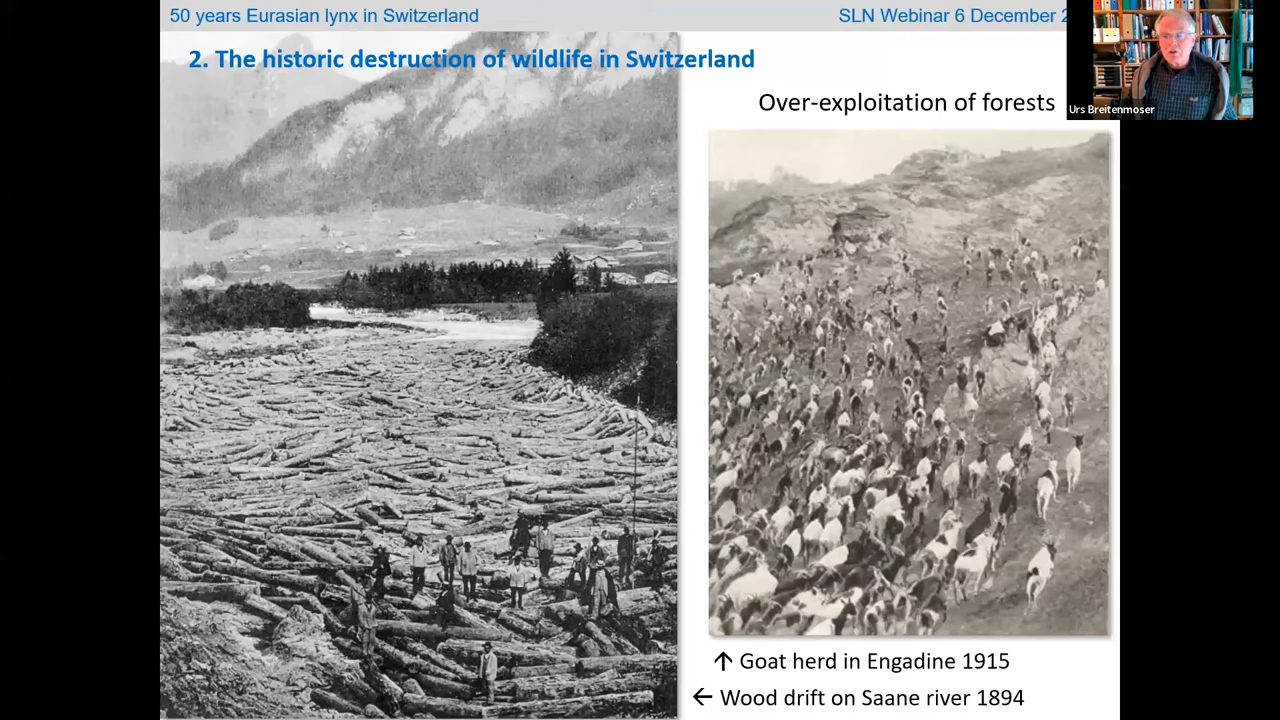 50 years Eurasian lynx in Switzerland
SLN Webinar 6 December
2. The historic destruction of wildlife in Switzerland
Over-exploitation of forests
Urs Breitenmoser
↑ Goat herd in Engadine 1915
← Wood drift on Saane river 1894